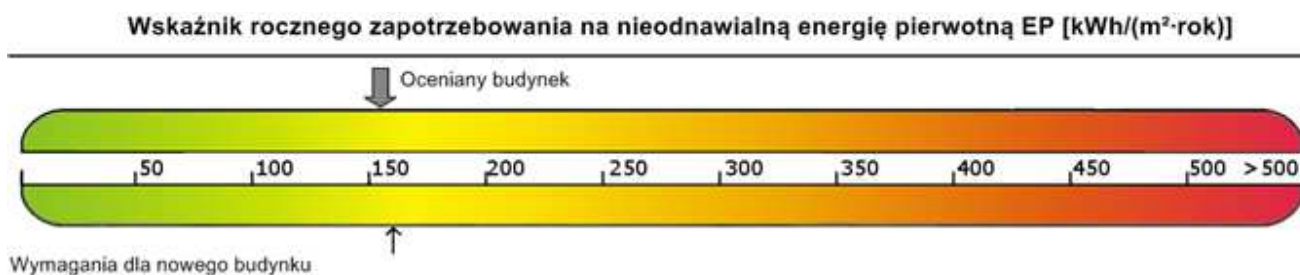 Wskaźnik rocznego zapotrzebowania na nieodnawialną energię pierwotną EP [kWh/(m²·rok)]
Oceniany budynek
50 100 150 200 250 300 350 400 450 500 >500
Wymagania dla nowego budynku